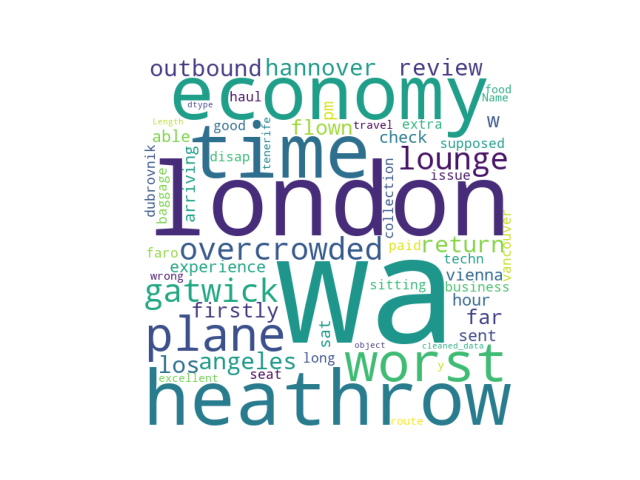 outbound hannover review
economy food
dtype haul Name
Length good time pm flown travel extra w
able disap tenerife check supposed
dubrovnik baggage arriving london collection lounge issue
overcrowded paid return vancouver
faro experience wa sitting techn
wrong gatwick vienna business
firstly hour far
plane sat sent
los angeles long object cleaned_data
excellent seat worst y
heathrow route